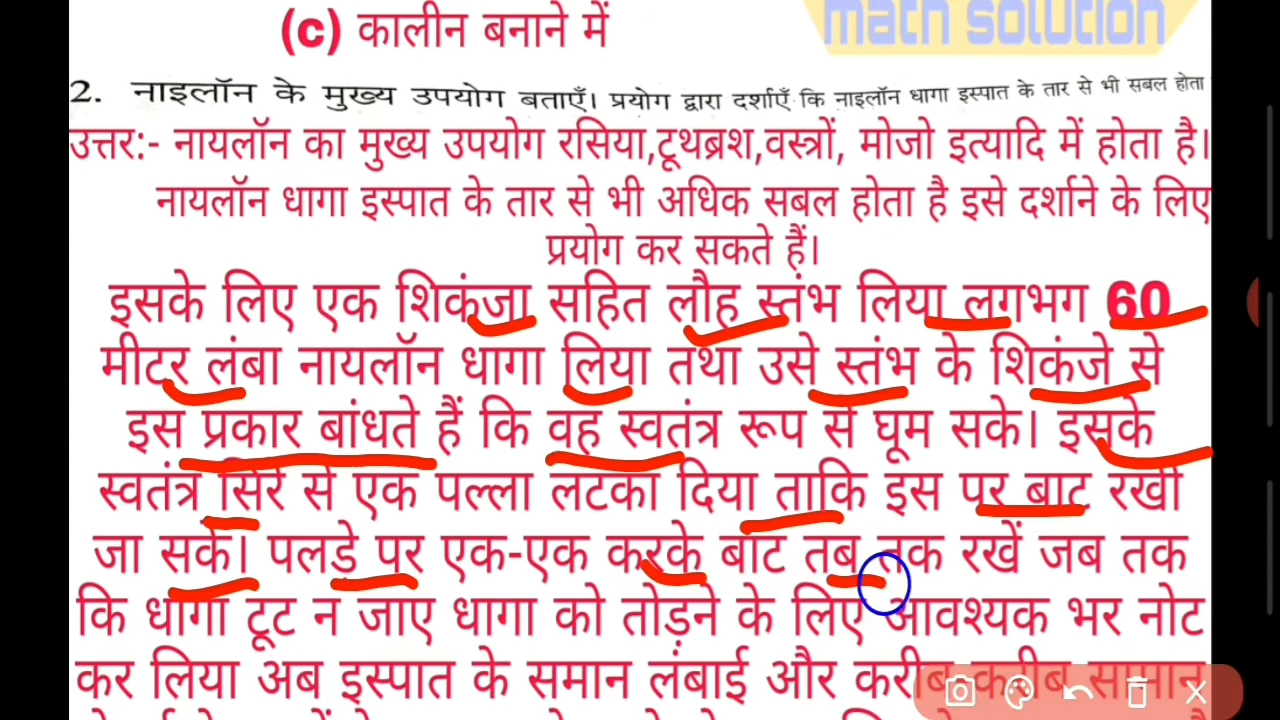 math solution
(c) कालीन बनाने में
2. नाइलॉन के मुख्य उपयोग बताएँ। प्रयोग द्वारा दर्शाएँ कि नाइलॉन धागा इस्पात के तार से भी सबल होता
उत्तर:- नायलॉन का मुख्य उपयोग रसिया,टूथब्रश,वस्त्रों, मोजो इत्यादि में होता है।
नायलॉन धागा इस्पात के तार से भी अधिक सबल होता है इसे दर्शाने के लिए
प्रयोग कर सकते हैं।
इसके लिए एक शिकंजा सहित लौह स्तंभ लिया लगभग 60
मीटर लंबा नायलॉन धागा लिया तथा उसे स्तंभ के शिकंजे से
इस प्रकार बांधते हैं कि वह स्वतंत्र रूप से घूम सके। इसके
स्वतंत्र सिरे से एक पल्ला लटका दिया ताकि इस पर बाट रखी
जा सके। पलड़े पर एक-एक करके बाट तब तक रखें जब तक
कि धागा टूट न जाए धागा को तोड़ने के लिए आवश्यक भर नोट
कर लिया अब इस्पात के समान लंबाई और करीब करीब सामान